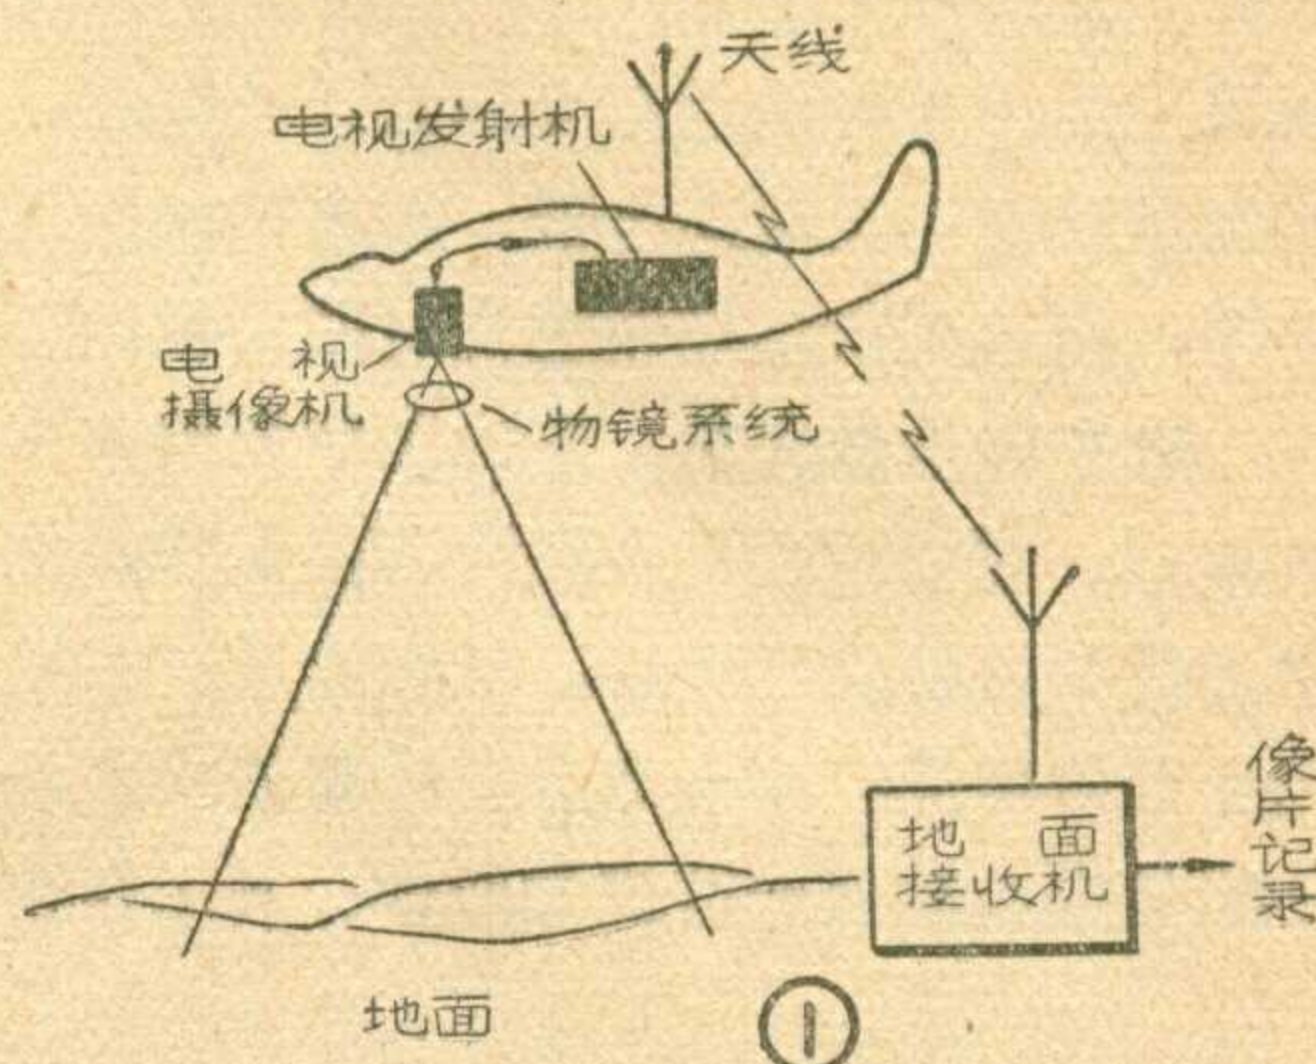 天线
电视发射机
电 视
摄像机
物镜系统
地 面
接收机
像片记录
地面
①